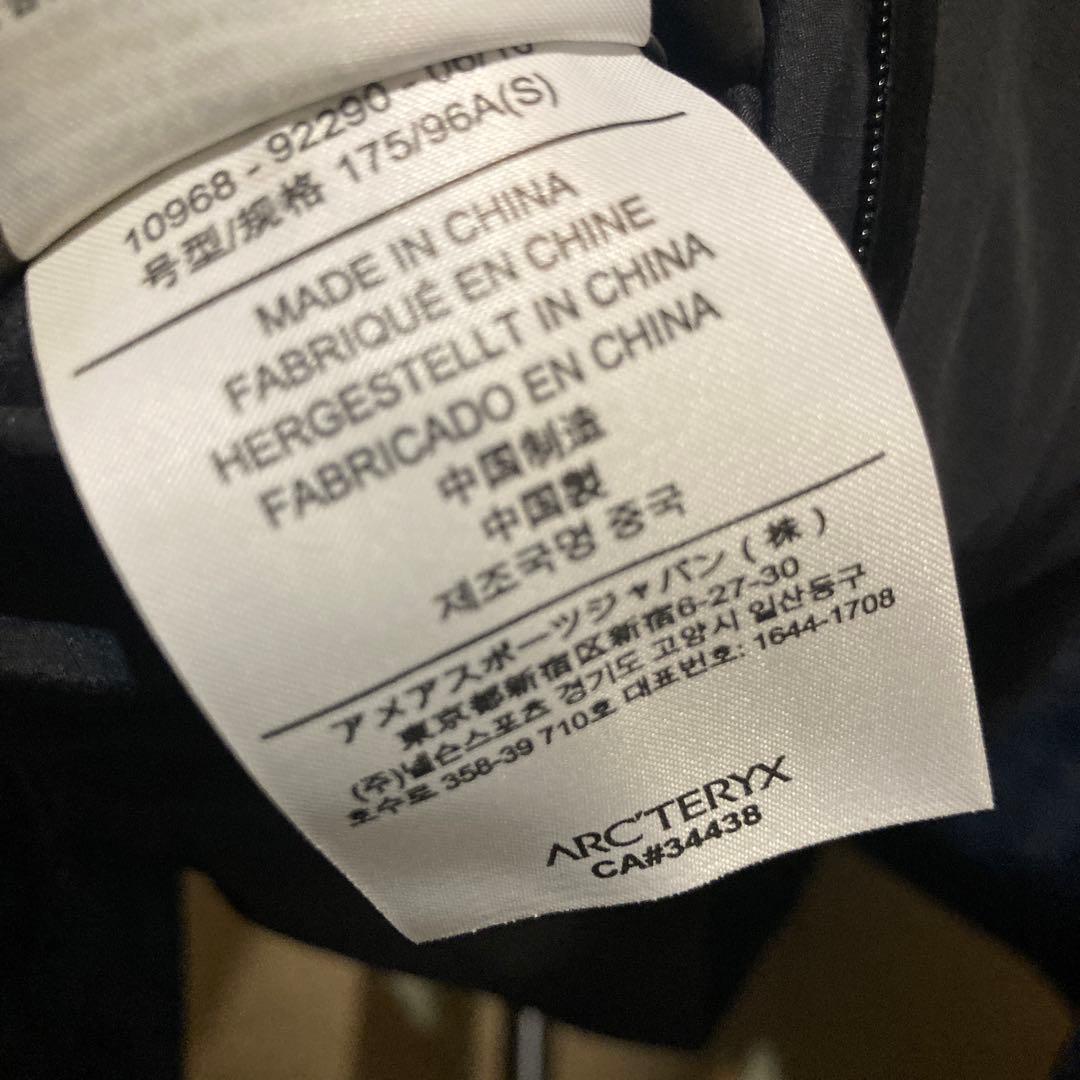 10968 - 92290 - 06/16
号型/规格 175/96A(S)
MADE IN CHINA
FABRIQUÉ EN CHINE
HERGESTELLT IN CHINA
FABRICADO EN CHINA
中国制造
中国製
제조국명 중국
アメアスポーツジャパン(株)
東京都新宿区新宿6-27-30
(주)넬슨스포츠 경기도 고양시 일산동구
호수로 358-39 710호 대표번호: 1644-1708
ARC'TERYX
CA#34438